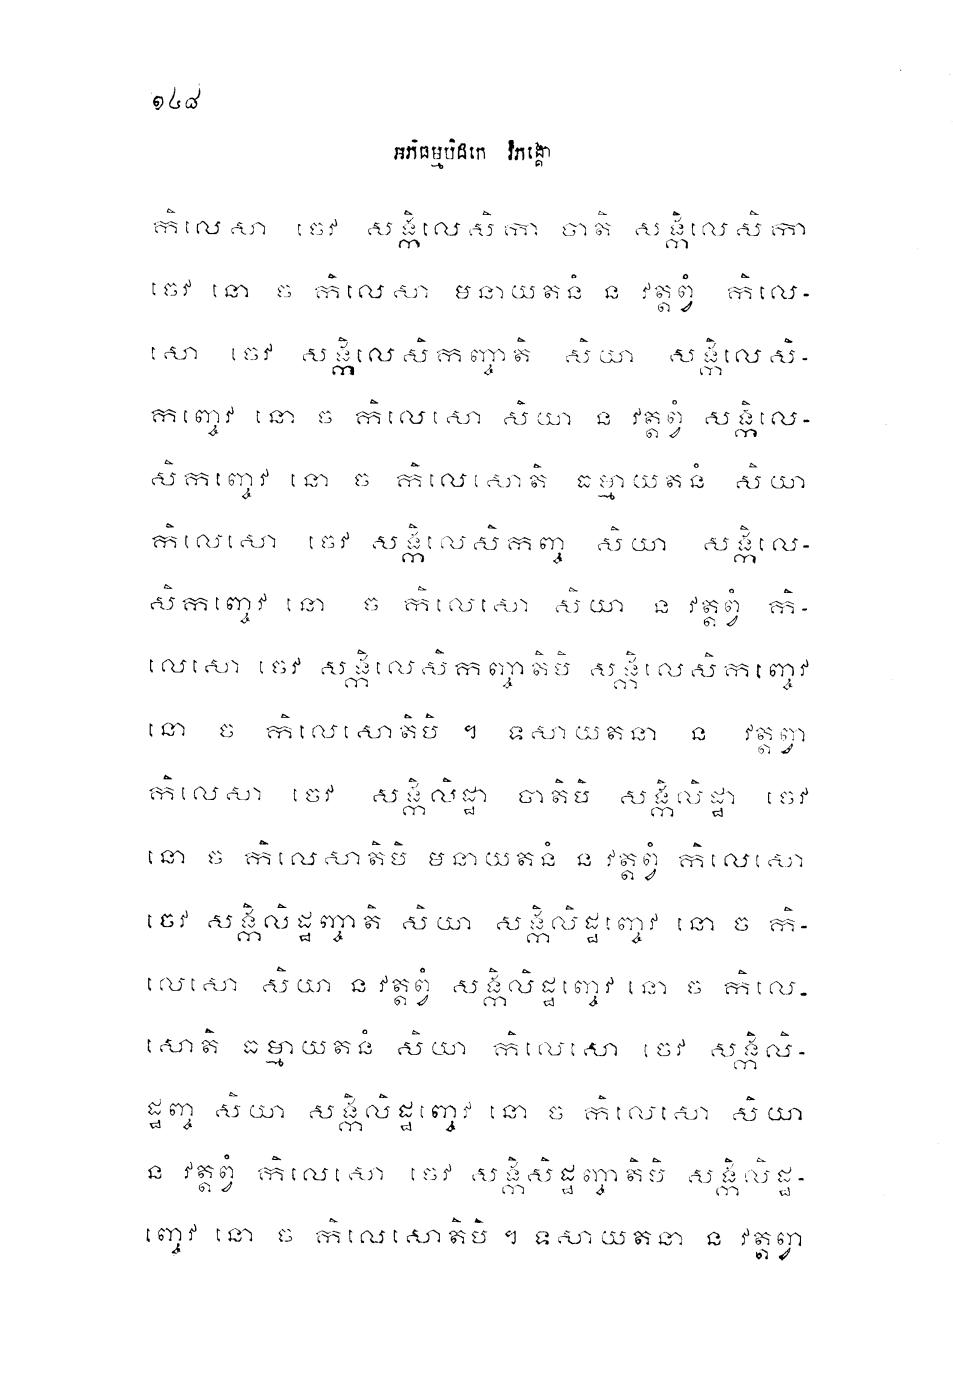 ១៤៨
អភិធម្មបិដកេ វិភង្គោ
កិលេសា ចេវ សង្កិលេសិកា ចាតិ សង្កិលេសិកា
ចេវ នោ ច កិលេសា មនាយតនំ ន វត្តព្វំ កិលេ-
សោ ចេវ សង្កិលេសិកញ្ចាតិ សិយា សង្កិលេសិ-
កញ្ចេវ នោ ច កិលេសោ សិយា ន វត្តព្វំ សង្កិលេ-
សិកញ្ចេវ នោ ច កិលេសោតិ ធម្មាយតនំ សិយា
កិលេសោ ចេវ សង្កិលេសិកញ្ច សិយា សង្កិលេ-
សិកញ្ចេវ នោ ច កិលេសោ សិយា ន វត្តព្វំ កិ-
លេសោ ចេវ សង្កិលេសិកញ្ចាតិបិ សង្កិលេសិកញ្ចេវ
នោ ច កិលេសោតិបិ ។ ទសាយតនា ន វត្តព្វា
កិលេសា ចេវ សង្កិលិដ្ឋា ចាតិបិ សង្កិលិដ្ឋា ចេវ
នោ ច កិលេសាតិបិ មនាយតនំ ន វត្តព្វំ កិលេសោ
ចេវ សង្កិលិដ្ឋញ្ចាតិ សិយា សង្កិលិដ្ឋញ្ចេវ នោ ច កិ-
លេសោ សិយា ន វត្តព្វំ សង្កិលិដ្ឋញ្ចេវ នោ ច កិលេ-
សោតិ ធម្មាយតនំ សិយា កិលេសោ ចេវ សង្កិលិ-
ដ្ឋញ្ច សិយា សង្កិលិដ្ឋញ្ចេវ នោ ច កិលេសោ សិយា
ន វត្តព្វំ កិលេសោ ចេវ សង្កិសិដ្ឋញ្ចាតិបិ សង្កិលិដ្ឋ-
ញ្ចេវ នោ ច កិលេសោតិបិ ។ ទសាយតនា ន វត្តព្វា